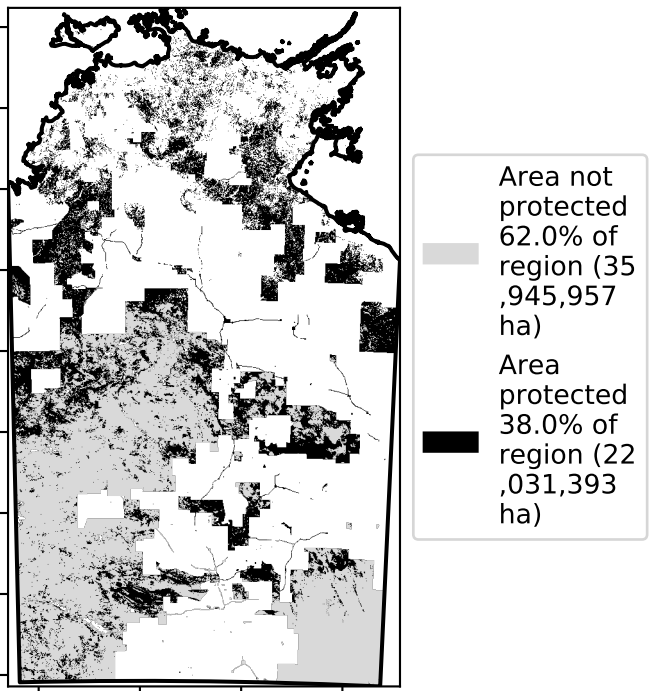 Area not
protected
62.0% of
region (35
,945,957
ha)
Area
protected
38.0% of
region (22
,031,393
ha)